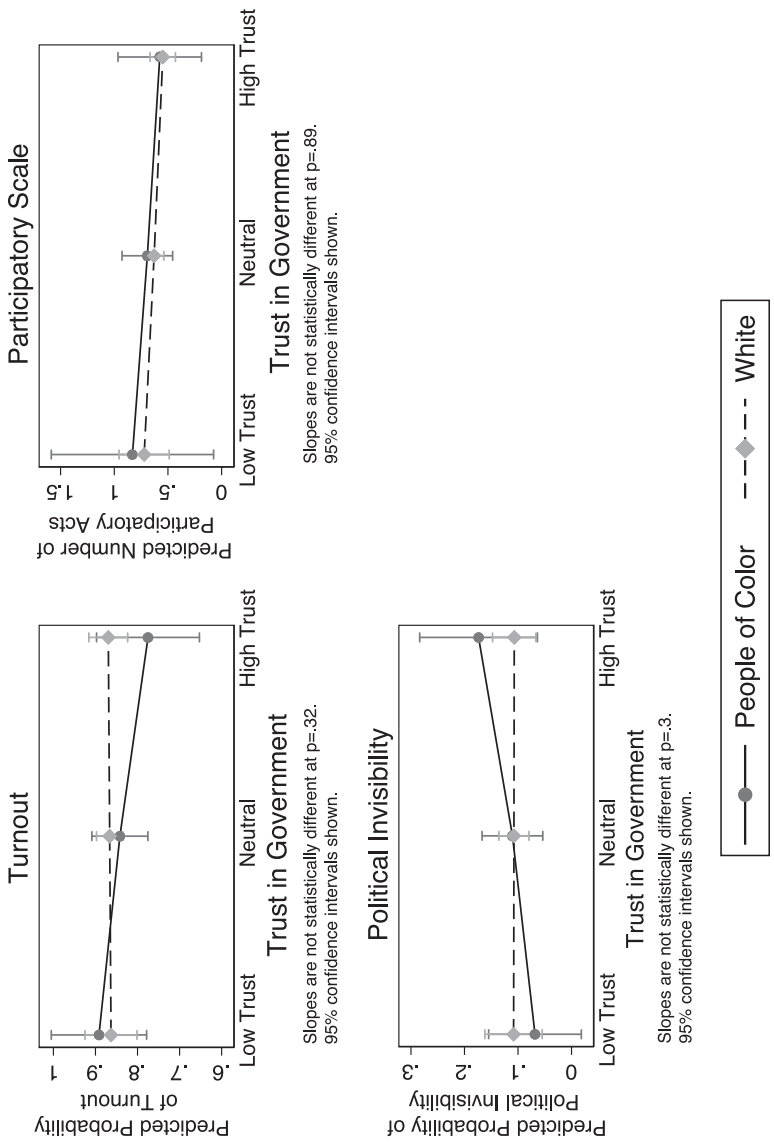 Turnout
Predicted Probability
of Turnout
1
.9
.8
.7
.6
Low Trust
Neutral
High Trust
Trust in Government
Slopes are not statistically different at p=.32.
95% confidence intervals shown.
Participatory Scale
Predicted Number of
Participatory Acts
1.5
1
.5
0
Low Trust
Neutral
High Trust
Trust in Government
Slopes are not statistically different at p=.89.
95% confidence intervals shown.
Political Invisibility
Predicted Probability of
Political Invisibility
.3
.2
.1
0
Low Trust
Neutral
High Trust
Trust in Government
Slopes are not statistically different at p=.3.
95% confidence intervals shown.
People of Color
White